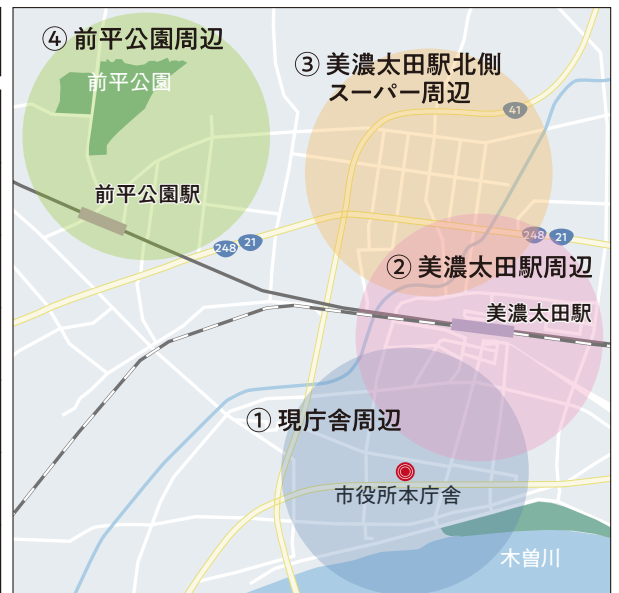 ④ 前平公園周辺
前平公園
③ 美濃太田駅北側
スーパー周辺
41
前平公園駅
248 21
248 21
② 美濃太田駅周辺
美濃太田駅
① 現庁舎周辺
市役所本庁舎
木曽川